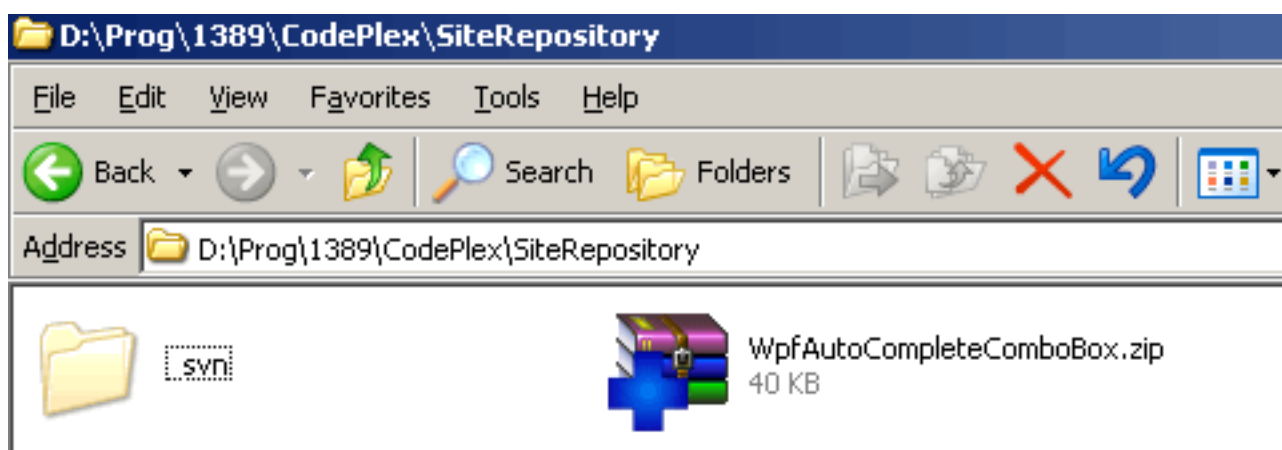 D:\Prog\1389\CodePlex\SiteRepository
File Edit View Favorites Tools Help
Back Search Folders
Address D:\Prog\1389\CodePlex\SiteRepository
_svn WpfAutoCompleteComboBox.zip
40 KB